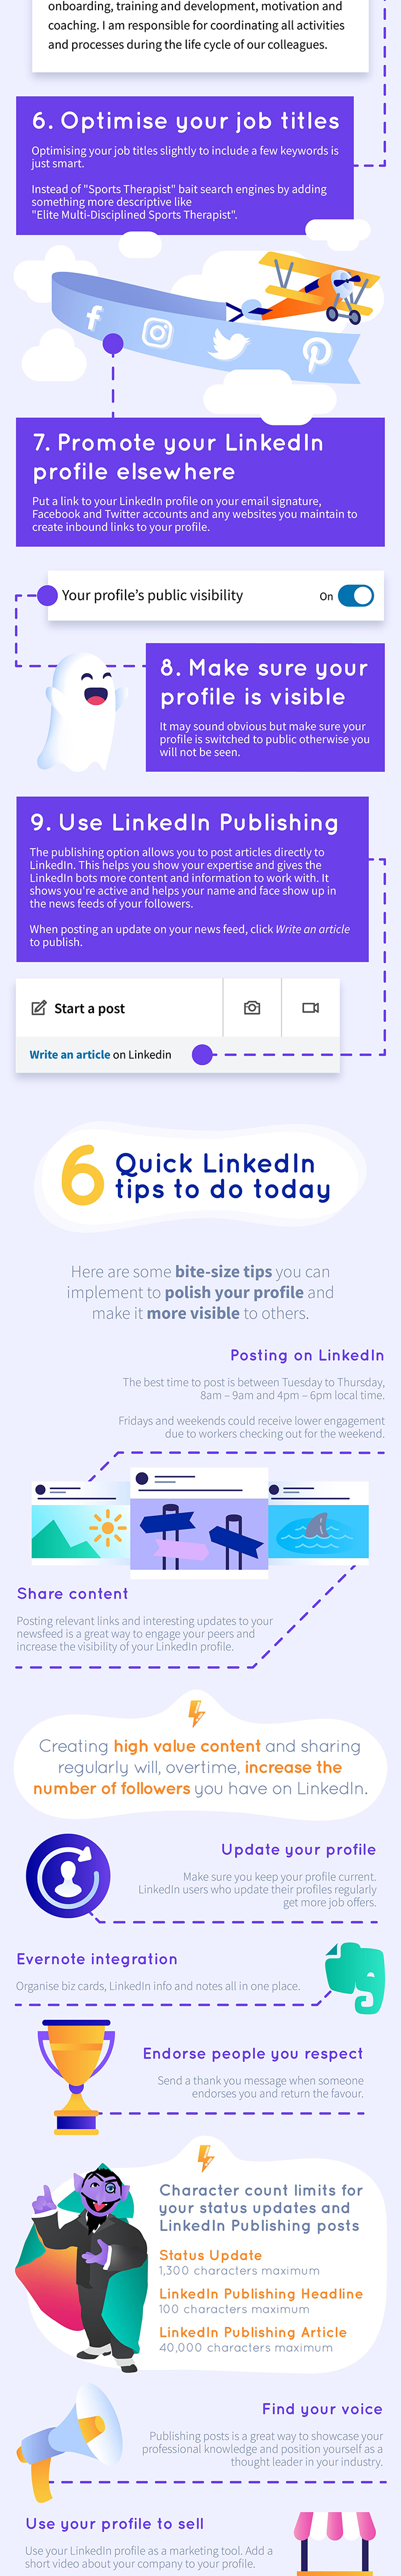 onboarding, training and development, motivation and
coaching. I am responsible for coordinating all activities
and processes during the life cycle of our colleagues.
6. Optimise your job titles
Optimising your job titles slightly to include a few keywords is
just smart.
Instead of "Sports Therapist" bait search engines by adding
something more descriptive like
"Elite Multi-Disciplined Sports Therapist".
7. Promote your LinkedIn
profile elsewhere
Put a link to your LinkedIn profile on your email signature,
Facebook and Twitter accounts and any websites you maintain to
create inbound links to your profile.
Your profile's public visibility
On
8. Make sure your
profile is visible
It may sound obvious but make sure your
profile is switched to public otherwise you
will not be seen.
9. Use LinkedIn Publishing
The publishing option allows you to post articles directly to
LinkedIn. This helps you show your expertise and gives the
LinkedIn bots more content and information to work with. It
shows you're active and helps your name and face show up in
the news feeds of your followers.
When posting an update on your news feed, click Write an article
to publish.
Start a post
Write an article on Linkedin
6 Quick LinkedIn
tips to do today
Here are some bite-size tips you can
implement to polish your profile and
make it more visible to others.
Posting on LinkedIn
The best time to post is between Tuesday to Thursday,
8am – 9am and 4pm – 6pm local time.
Fridays and weekends could receive lower engagement
due to workers checking out for the weekend.
Share content
Posting relevant links and interesting updates to your
newsfeed is a great way to engage your peers and
increase the visibility of your LinkedIn profile.
Creating high value content and sharing
regularly will, overtime, increase the
number of followers you have on LinkedIn.
Update your profile
Make sure you keep your profile current.
LinkedIn users who update their profiles regularly
get more job offers.
Evernote integration
Organise biz cards, LinkedIn info and notes all in one place.
Endorse people you respect
Send a thank you message when someone
endorses you and return the favour.
Character count limits for
your status updates and
LinkedIn Publishing posts
Status Update
1,300 characters maximum
LinkedIn Publishing Headline
100 characters maximum
LinkedIn Publishing Article
40,000 characters maximum
Find your voice
Publishing posts is a great way to showcase your
professional knowledge and position yourself as a
thought leader in your industry.
Use your profile to sell
Use your LinkedIn profile as a marketing tool. Add a
short video about your company to your profile.